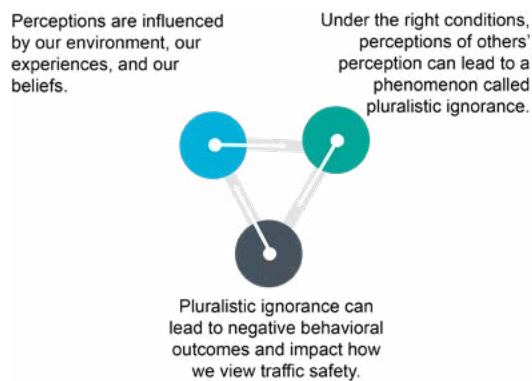 Perceptions are influenced
by our environment, our
experiences, and our
beliefs.
Under the right conditions,
perceptions of others'
perception can lead to a
phenomenon called
pluralistic ignorance.
Pluralistic ignorance can
lead to negative behavioral
outcomes and impact how
we view traffic safety.